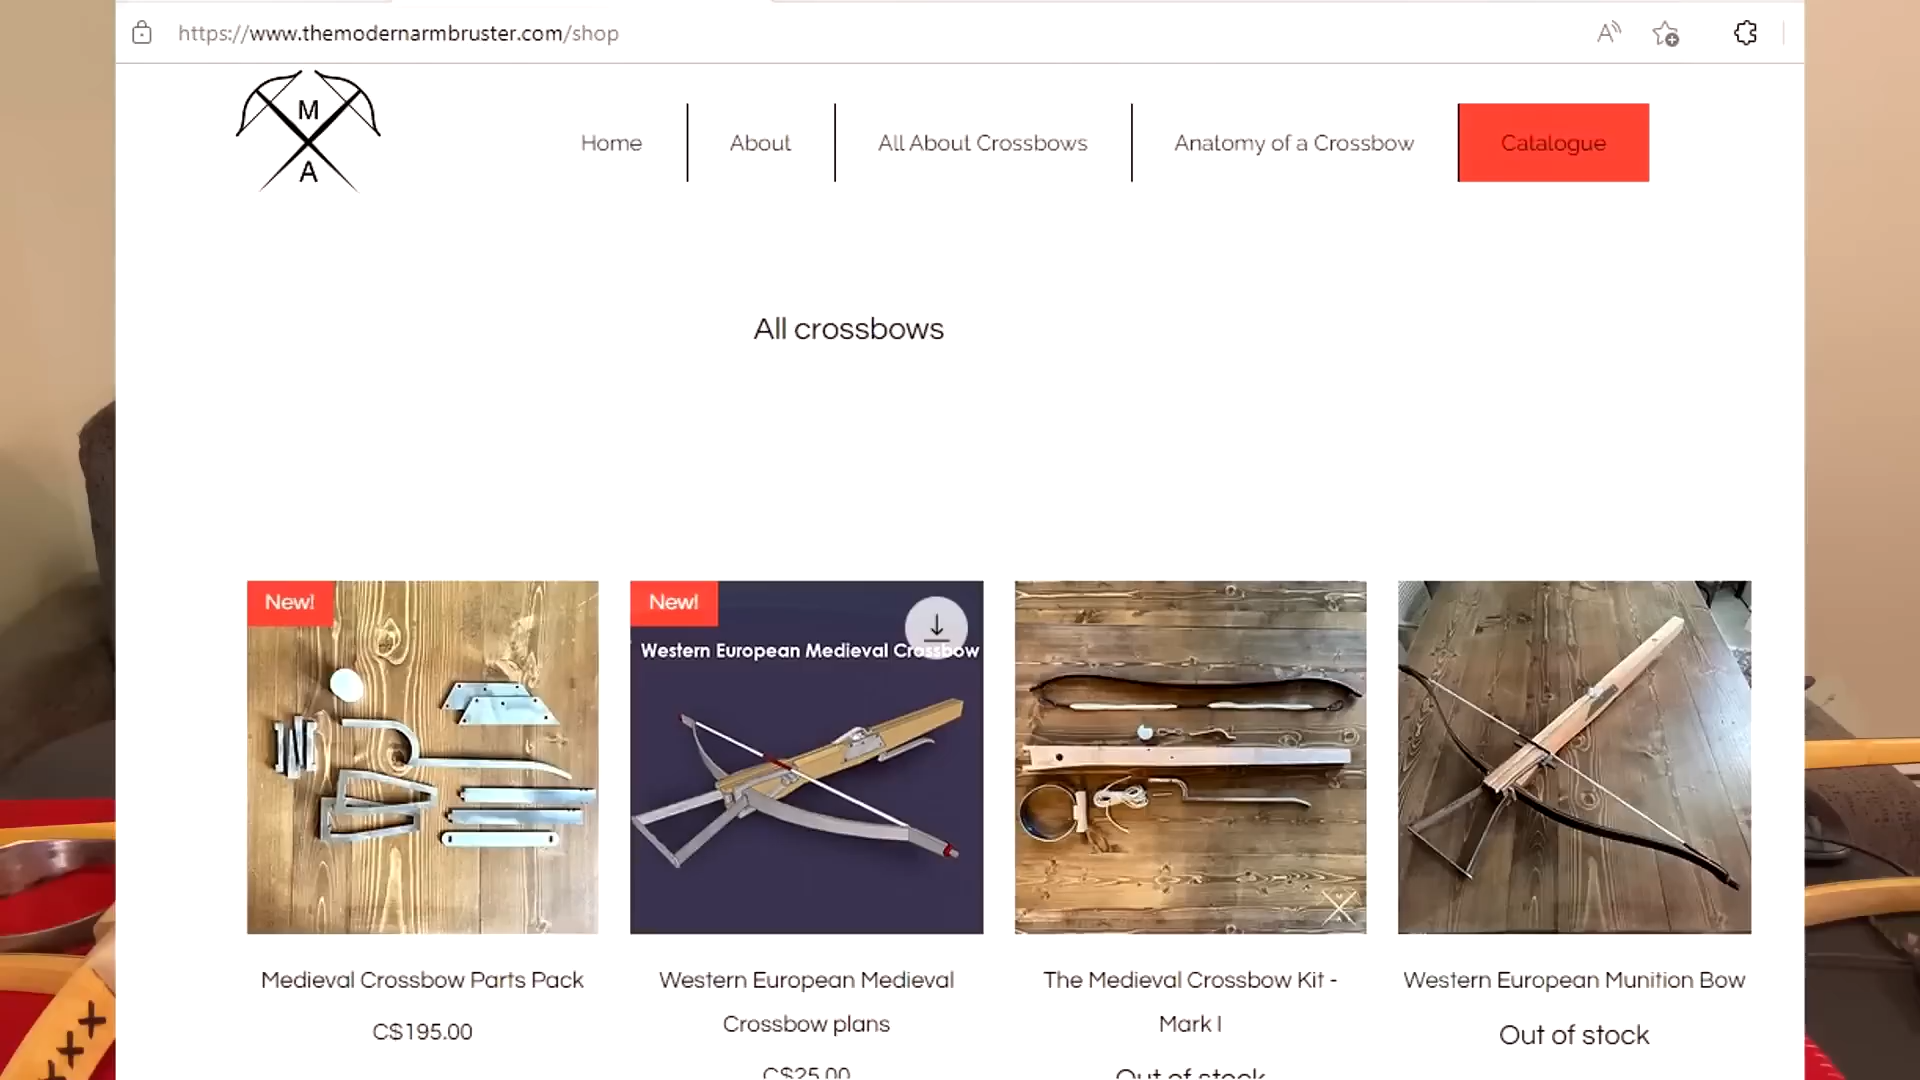 https://www.themodernarmbruster.com/shop
M
A
Home
About
All About Crossbows
Anatomy of a Crossbow
Catalogue
All crossbows
New!
New!
Western European Medieval Crossbow
Medieval Crossbow Parts Pack
C$195.00
Western European Medieval
Crossbow plans
C$25.00
The Medieval Crossbow Kit -
Mark I
Out of stock
Western European Munition Bow
Out of stock